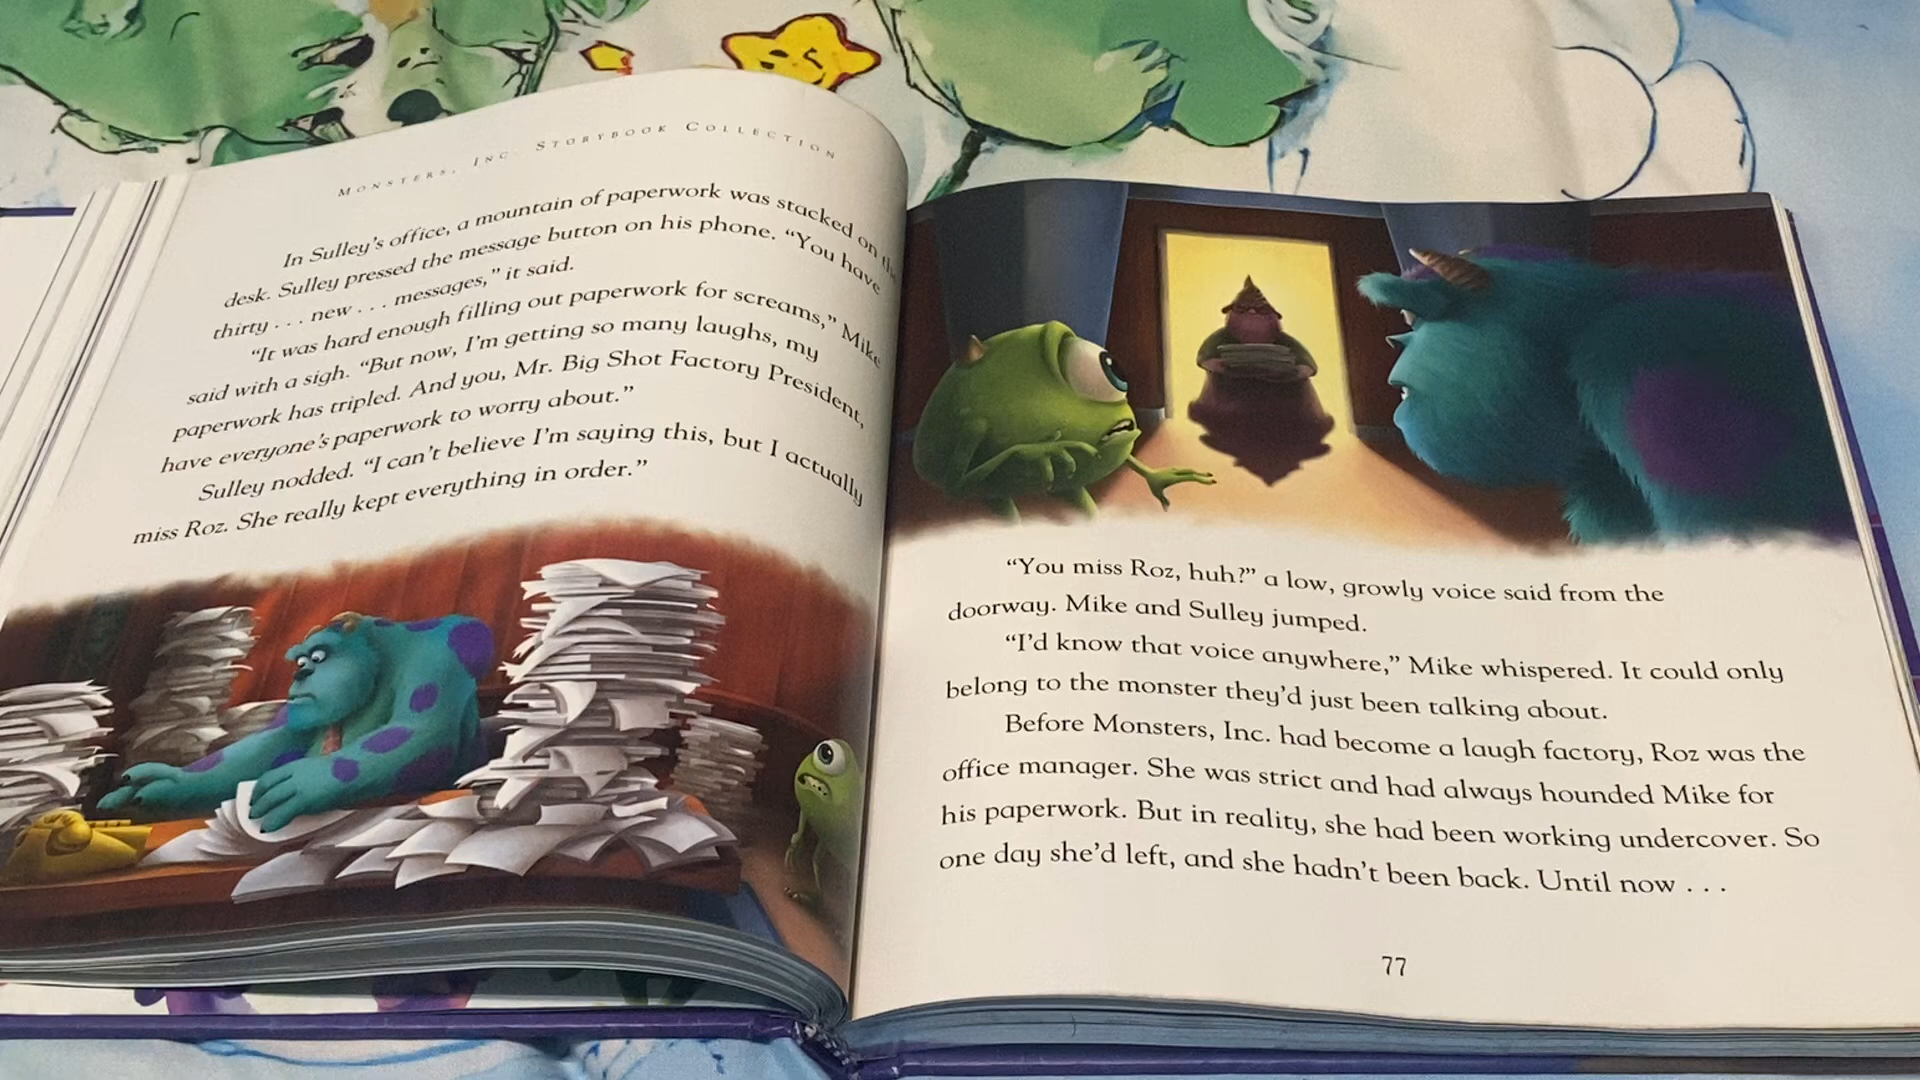 MONSTERS, INC. STORYBOOK COLLECTION
In Sulley's office, a mountain of paperwork was stacked on the
desk. Sulley pressed the message button on his phone. “You have
thirty . . . new . . . messages,” it said.
“It was hard enough filling out paperwork for screams,” Mike
said with a sigh. “But now, I'm getting so many laughs, my
paperwork has tripled. And you, Mr. Big Shot Factory President,
have everyone's paperwork to worry about.”
Sulley nodded. “I can't believe I'm saying this, but I actually
miss Roz. She really kept everything in order.”
“You miss Roz, huh?” a low, growly voice said from the
doorway. Mike and Sulley jumped.
“I'd know that voice anywhere,” Mike whispered. It could only
belong to the monster they'd just been talking about.
Before Monsters, Inc. had become a laugh factory, Roz was the
office manager. She was strict and had always hounded Mike for
his paperwork. But in reality, she had been working undercover. So
one day she'd left, and she hadn't been back. Until now . . .
77